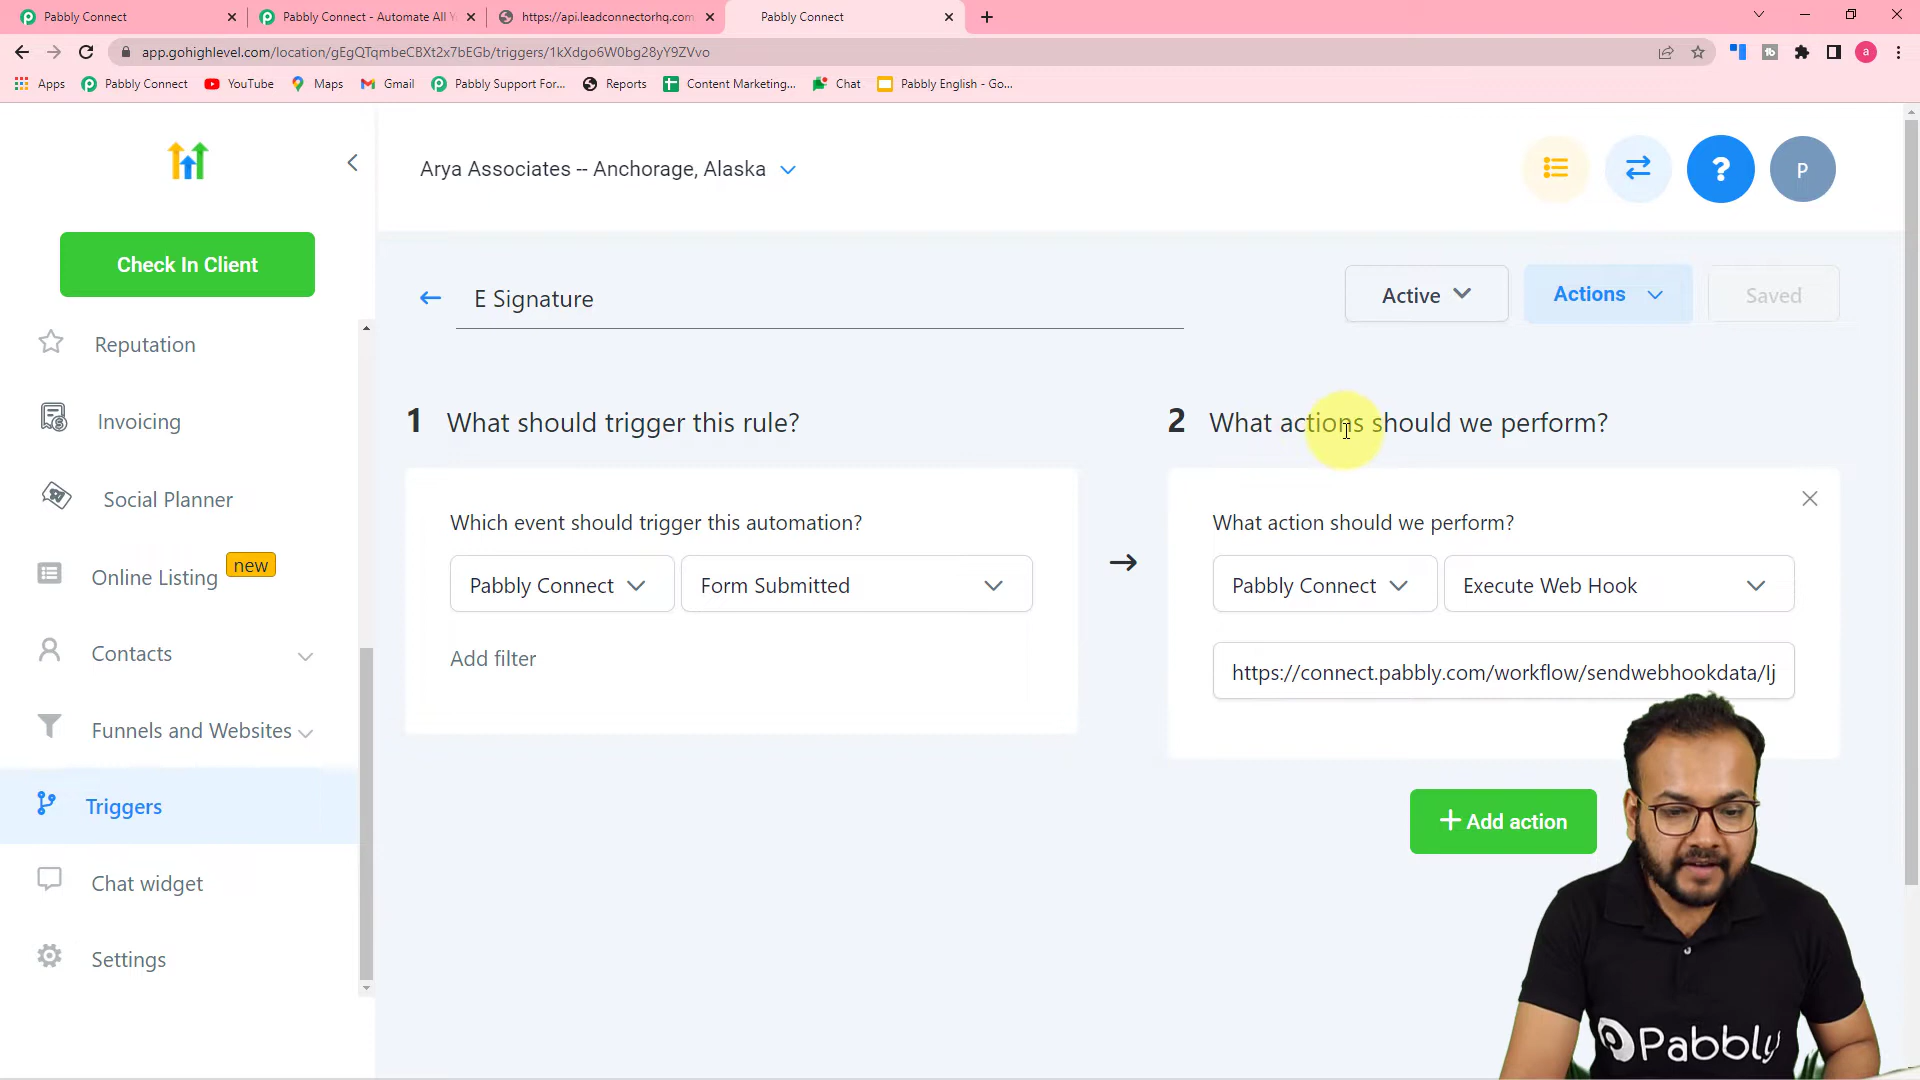 Pabbly Connect
Pabbly Connect - Automate All Y
https://api.leadconnectorhq.com
Pabbly Connect
app.gohighlevel.com/location/gEgQTqmbeCBXt2x7bEGb/triggers/1kXdgo6W0bg28yY9ZVvo
a
Apps
Pabbly Connect
YouTube
Maps
Gmail
Pabbly Support For...
Reports
Content Marketing...
Chat
Pabbly English - Go...
Arya Associates -- Anchorage, Alaska
?
P
Check In Client
E Signature
Active
Actions
Saved
Reputation
Invoicing
Social Planner
Online Listing
new
Contacts
Funnels and Websites
Triggers
Chat widget
Settings
1 What should trigger this rule?
Which event should trigger this automation?
Pabbly Connect
Form Submitted
Add filter
2 What actions should we perform?
What action should we perform?
Pabbly Connect
Execute Web Hook
https://connect.pabbly.com/workflow/sendwebhookdata/Ij
+ Add action
Pabbly